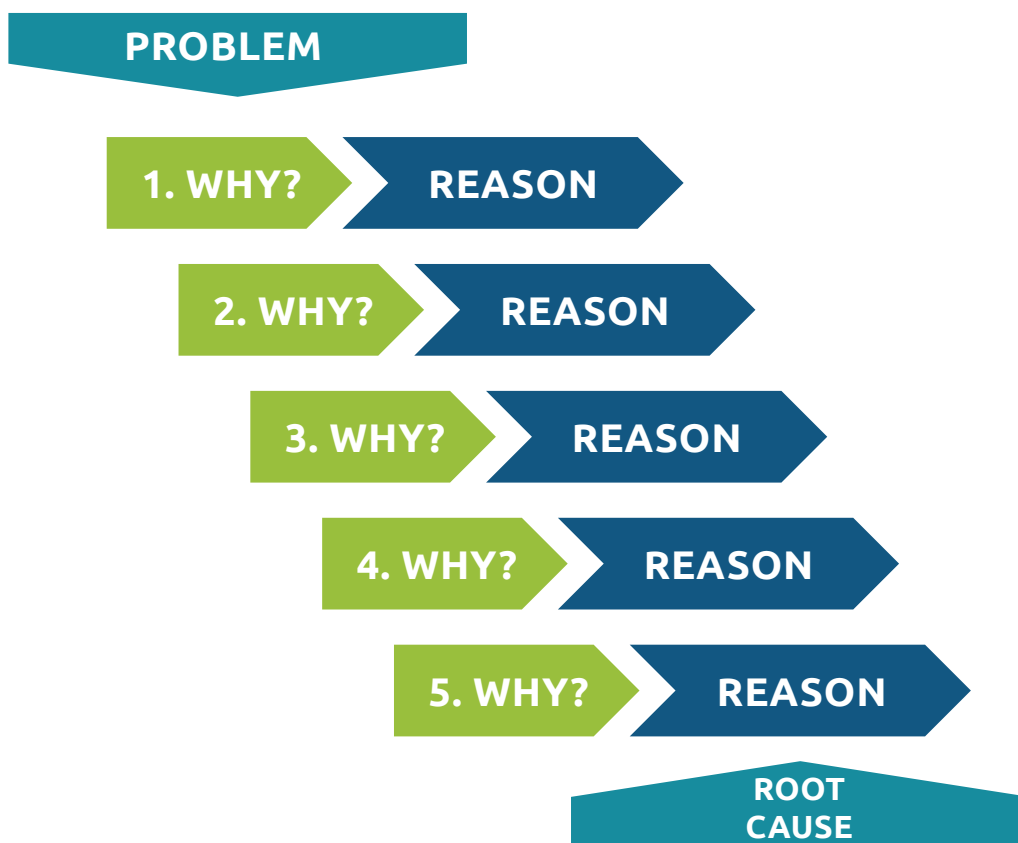 PROBLEM
1. WHY? REASON
2. WHY? REASON
3. WHY? REASON
4. WHY? REASON
5. WHY? REASON
ROOT
CAUSE